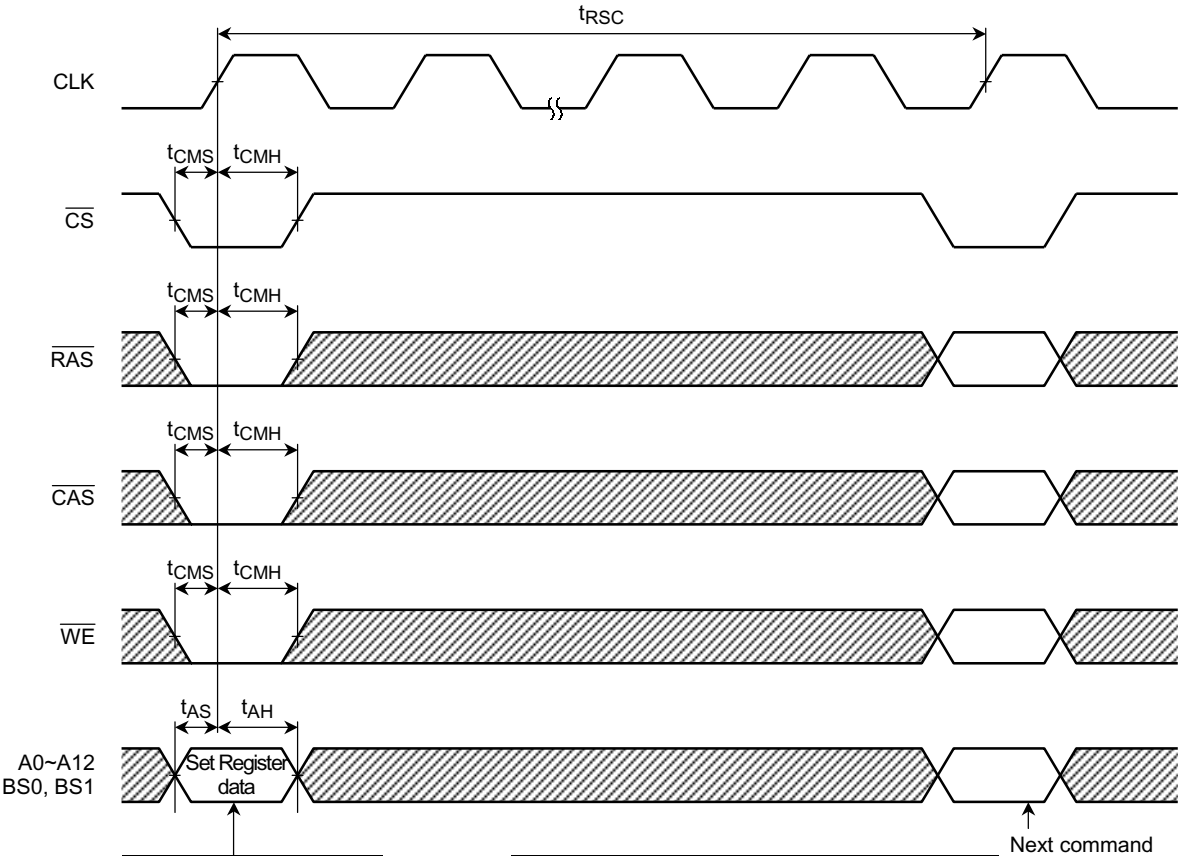 tRSC
CLK
tCMS tCMH
CS
tCMS tCMH
RAS
tCMS tCMH
CAS
tCMS tCMH
WE
tAS tAH
A0~A12
BS0, BS1
Set Register
data
Next command